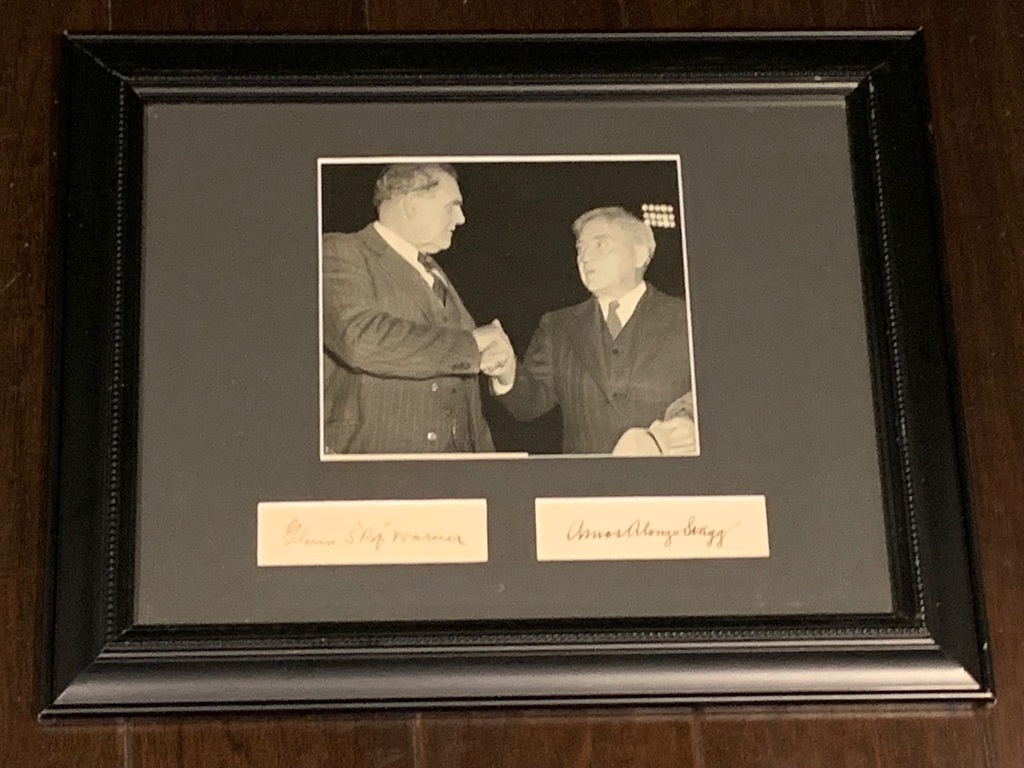 Glenn S "Pop" Warner
Amos Alonzo Stagg